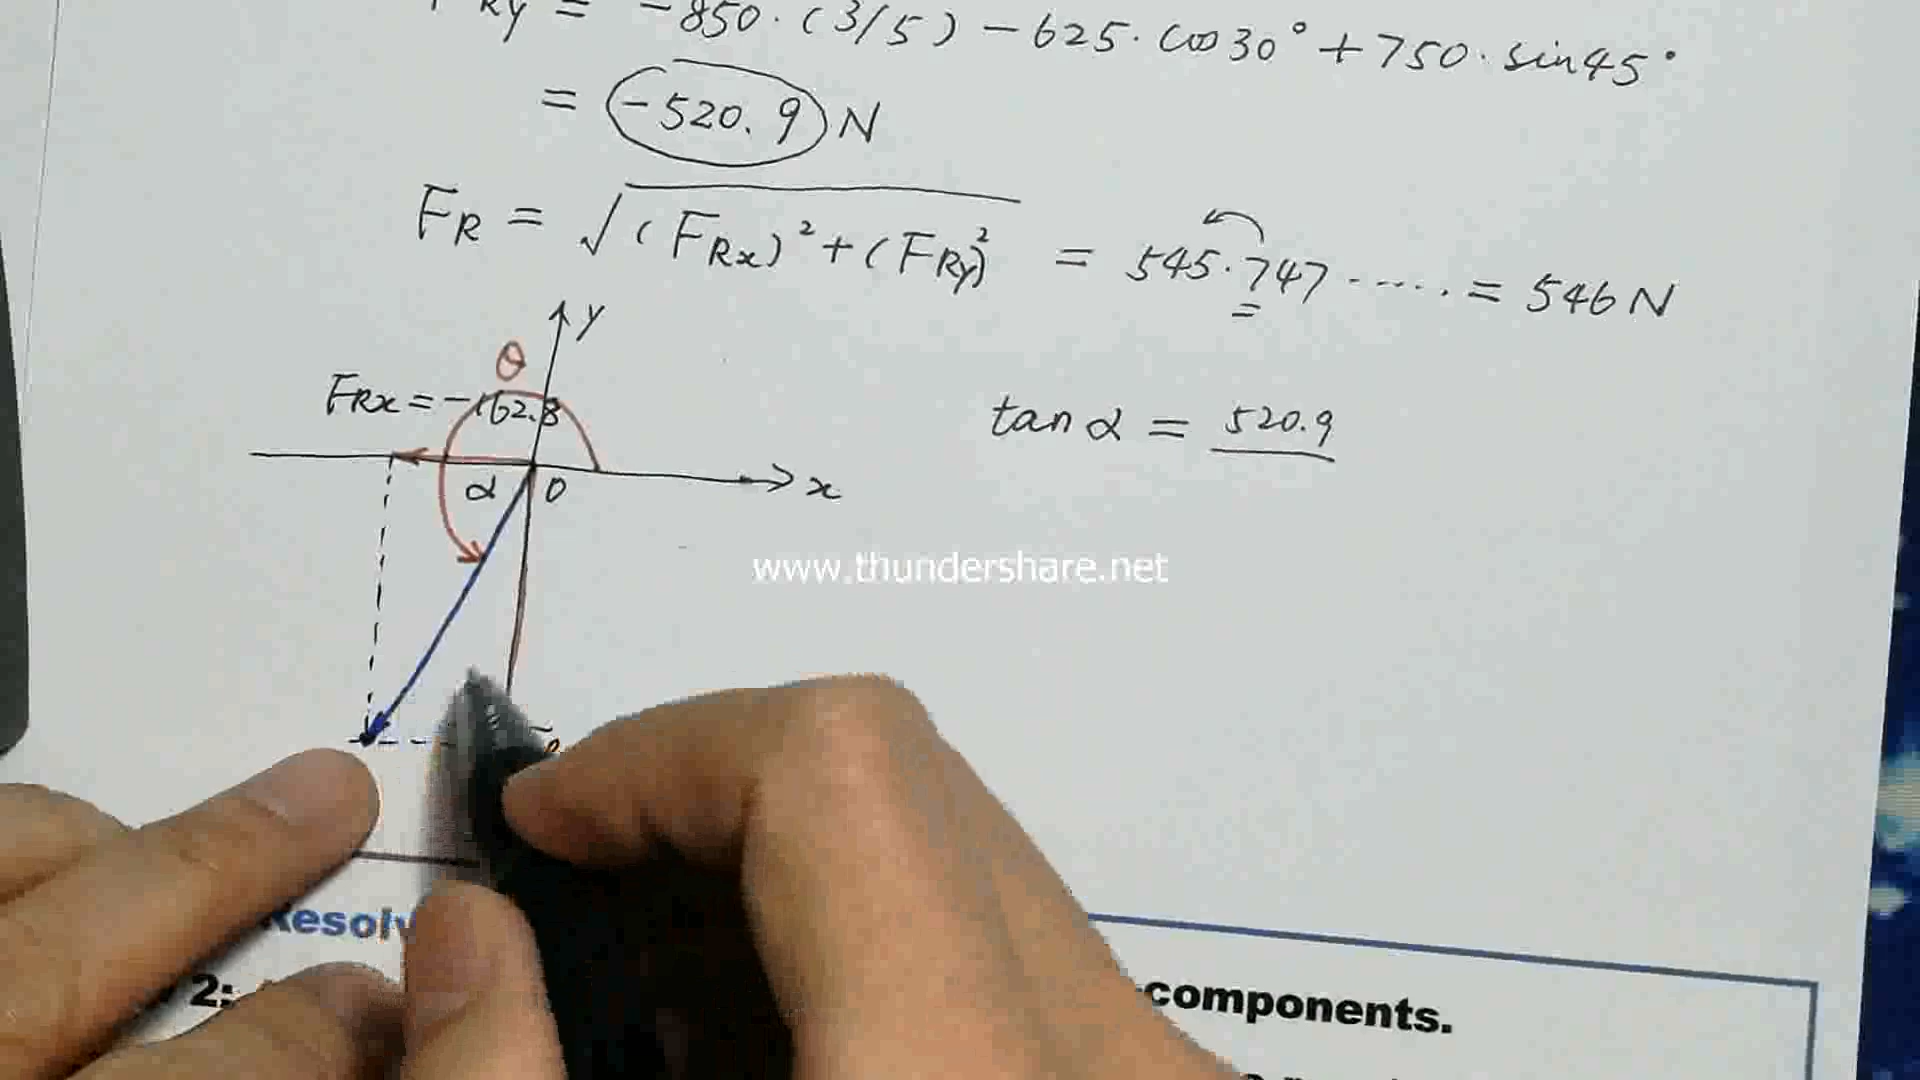 Ry = -850·(3/5) - 625·cos30° + 750·sin45°
= -520.9 N
FR = √(FRx)² + (FRy)² = 545.747 ..... = 546 N
y
θ
FRx = -162.8
tan α = 520.9
α 0 x
www.thundershare.net
2:
components.